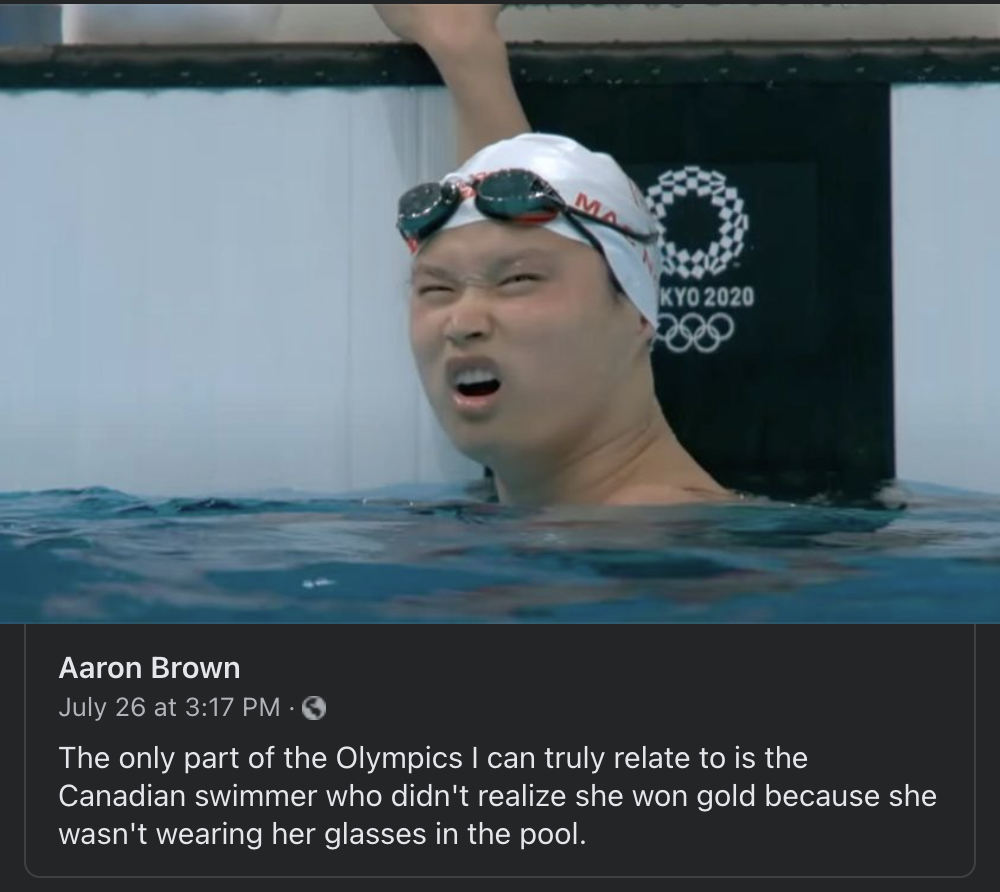 MA
KYO 2020
Aaron Brown
July 26 at 3:17 PM ·
The only part of the Olympics I can truly relate to is the
Canadian swimmer who didn't realize she won gold because she
wasn't wearing her glasses in the pool.